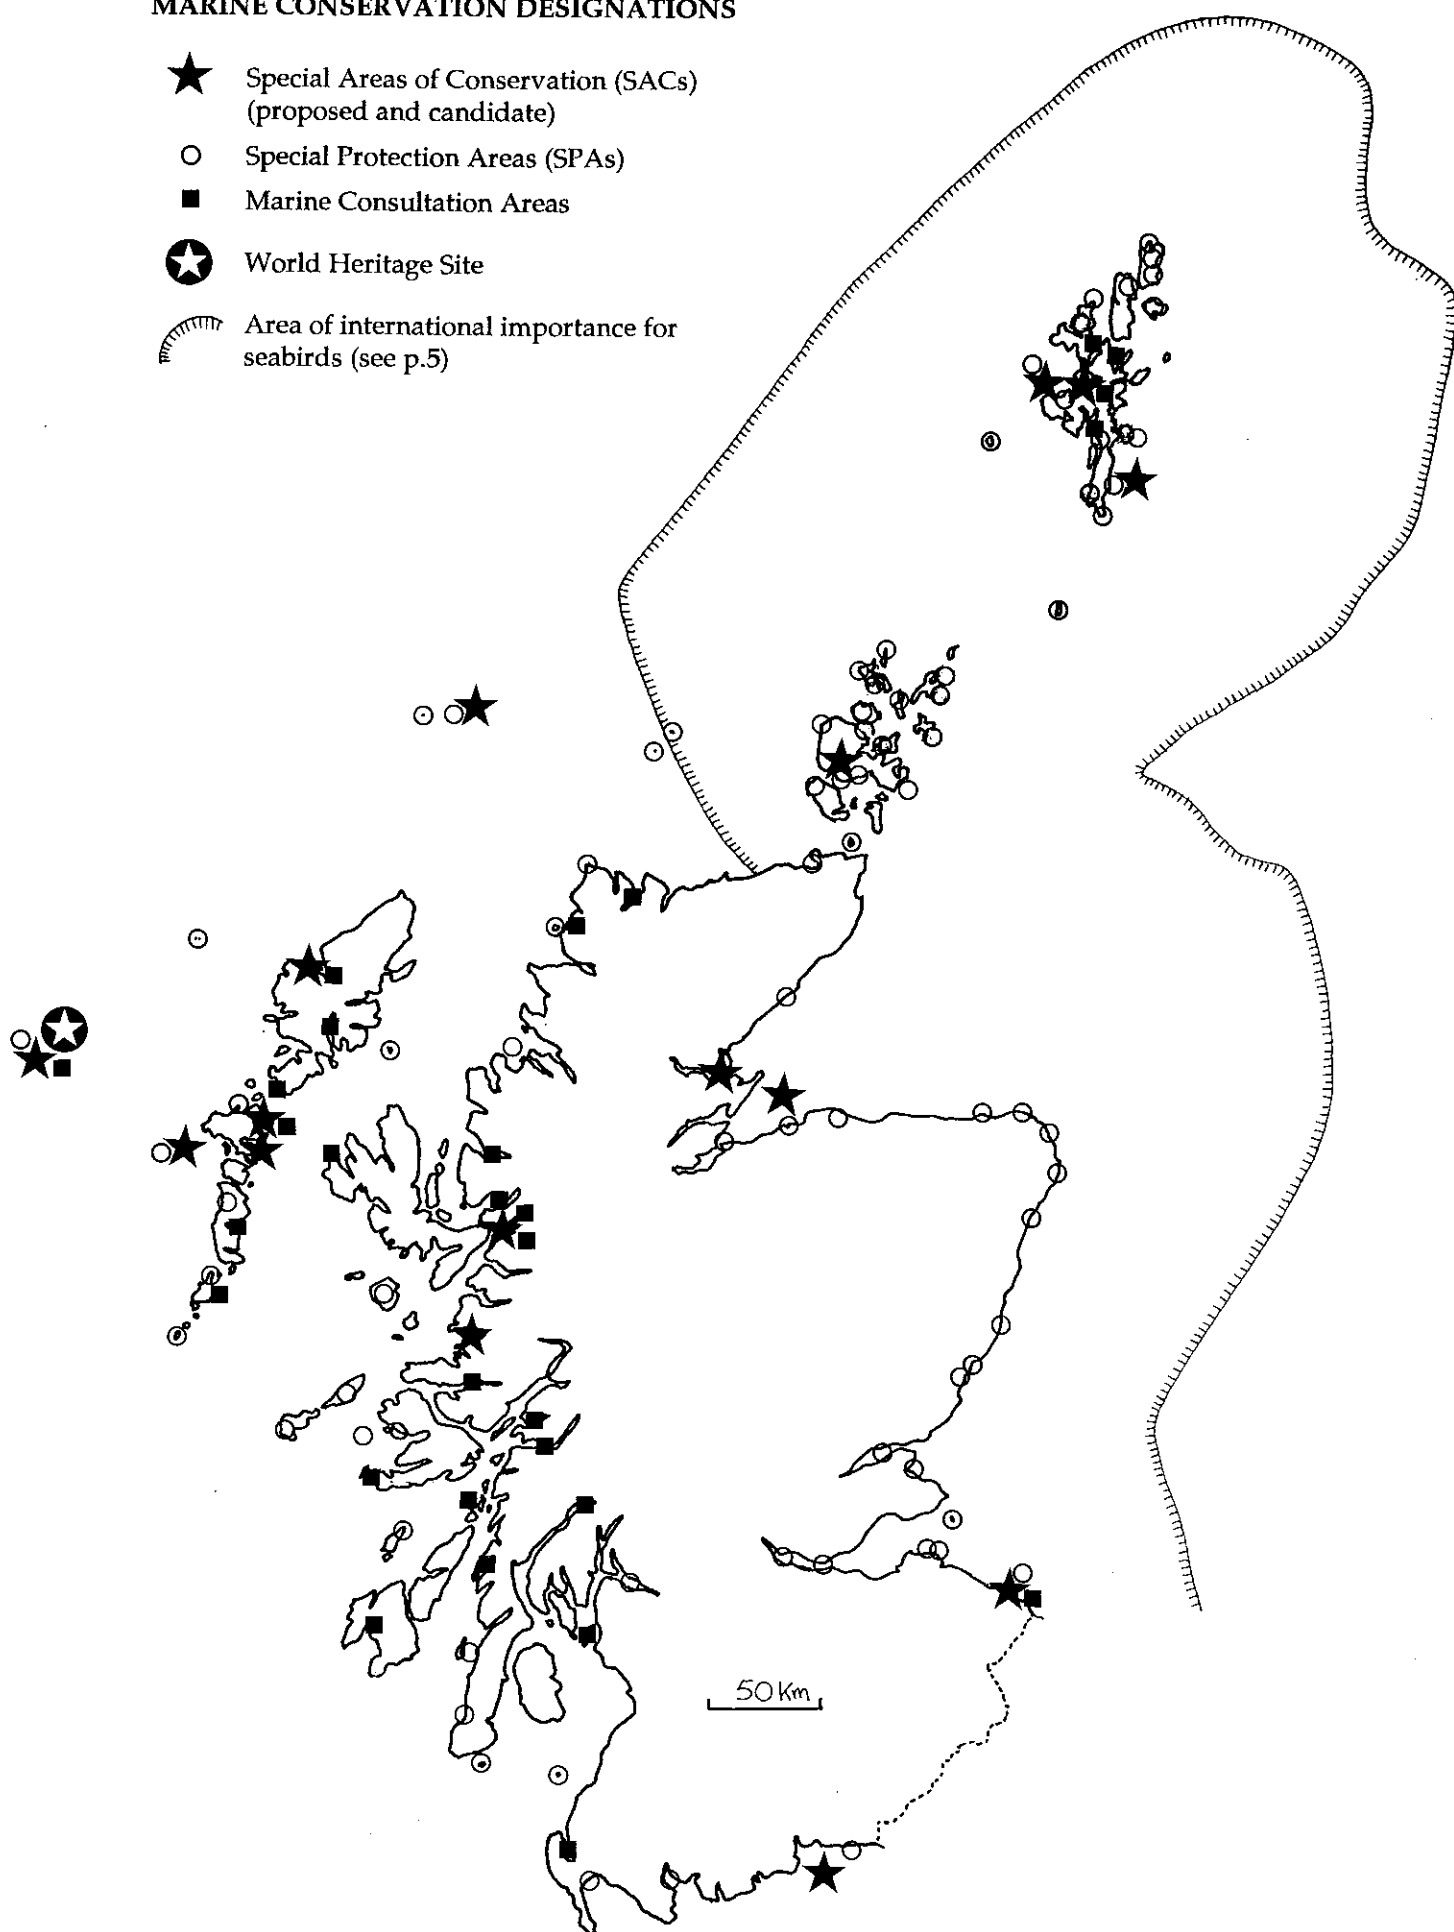 MARINE CONSERVATION DESIGNATIONS
Special Areas of Conservation (SACs)
(proposed and candidate)
Special Protection Areas (SPAs)
Marine Consultation Areas
World Heritage Site
Area of international importance for
seabirds (see p.5)
50 Km